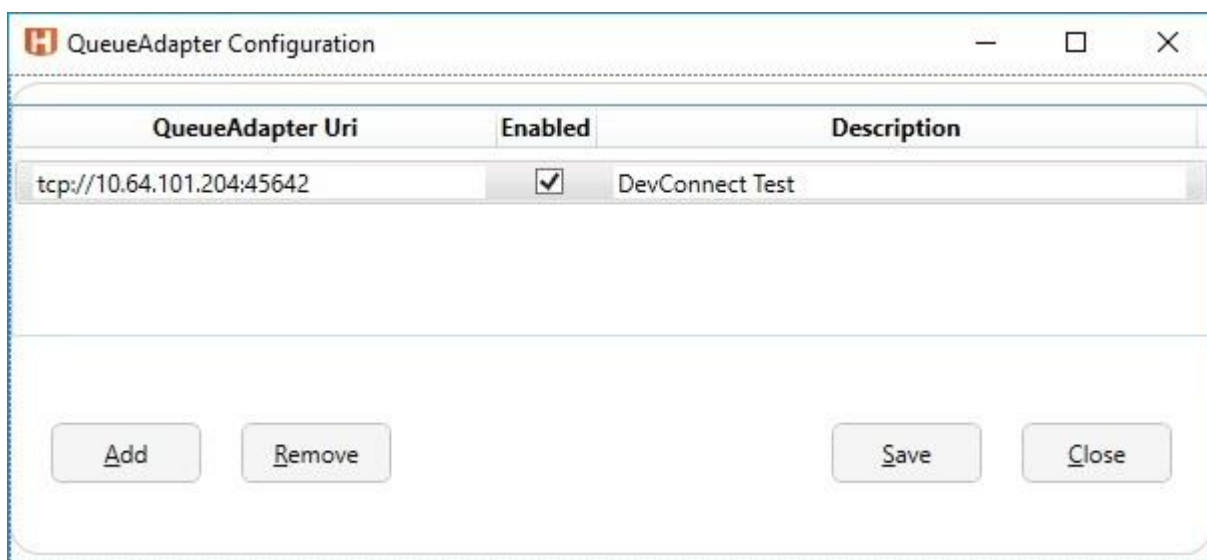 QueueAdapter Configuration
QueueAdapter Uri Enabled Description
tcp://10.64.101.204:45642 DevConnect Test
Add Remove Save Close